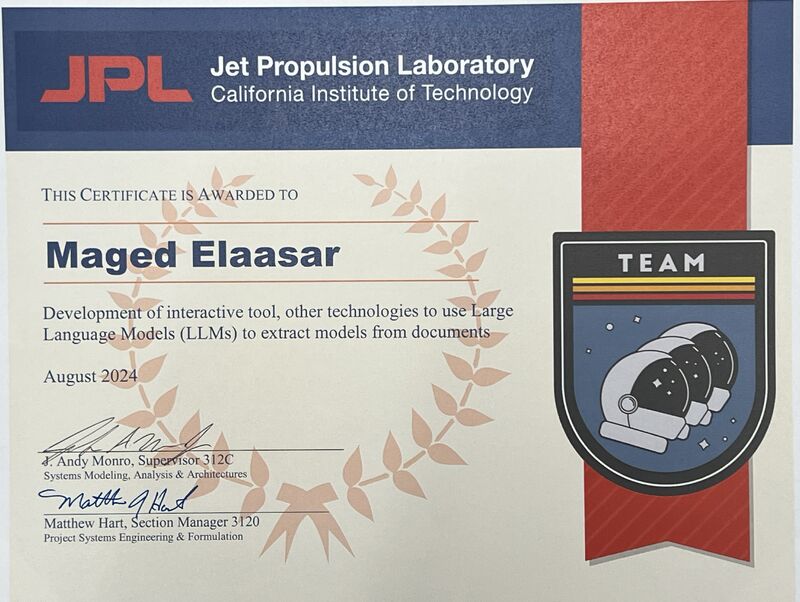 JPL
Jet Propulsion Laboratory
California Institute of Technology
THIS CERTIFICATE IS AWARDED TO
Maged Elaasar
Development of interactive tool, other technologies to use Large
Language Models (LLMs) to extract models from documents
August 2024
J. Andy Monro, Supervisor 312C
Systems Modeling, Analysis & Architectures
Matthew J Hart
Matthew Hart, Section Manager 3120
Project Systems Engineering & Formulation
TEAM